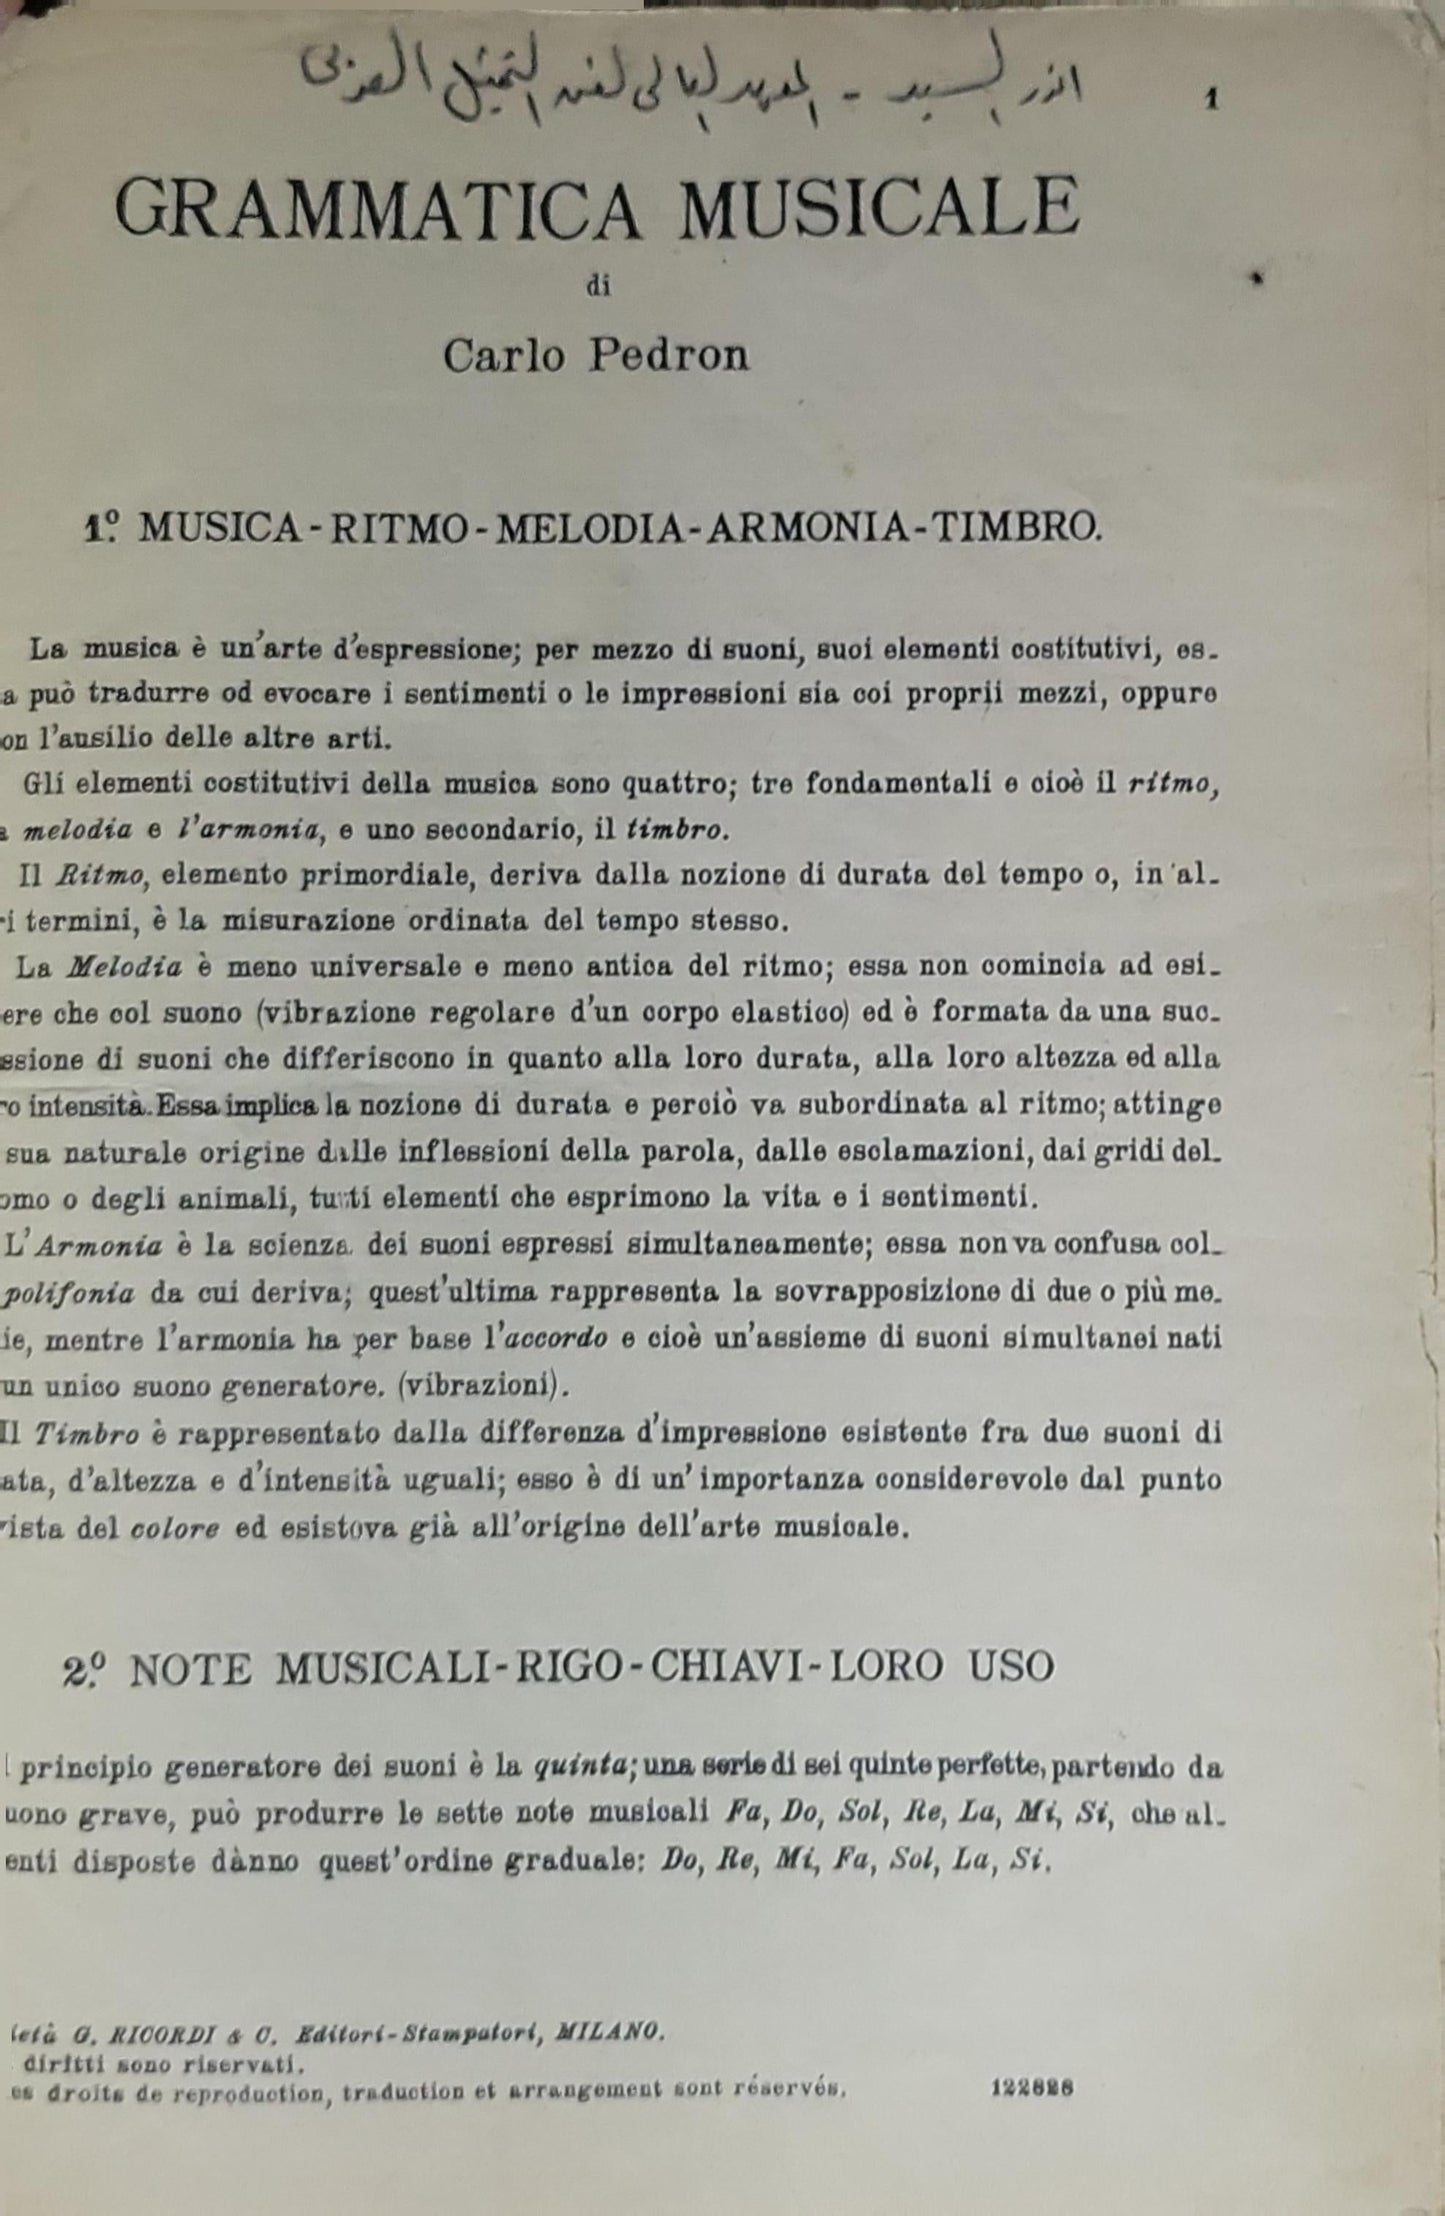 انور السيد - المعهد العالى لفن التمثيل العربى
1
GRAMMATICA MUSICALE
di
Carlo Pedron
1º. MUSICA - RITMO - MELODIA - ARMONIA - TIMBRO.
La musica è un'arte d'espressione; per mezzo di suoni, suoi elementi costitutivi, es-
a può tradurre od evocare i sentimenti o le impressioni sia coi proprii mezzi, oppure
on l'ausilio delle altre arti.
Gli elementi costitutivi della musica sono quattro; tre fondamentali e cioè il ritmo,
a melodia e l'armonia, e uno secondario, il timbro.
Il Ritmo, elemento primordiale, deriva dalla nozione di durata del tempo o, in al-
ri termini, è la misurazione ordinata del tempo stesso.
La Melodia è meno universale e meno antica del ritmo; essa non comincia ad esi-
ere che col suono (vibrazione regolare d'un corpo elastico) ed è formata da una suc-
essione di suoni che differiscono in quanto alla loro durata, alla loro altezza ed alla
ro intensità. Essa implica la nozione di durata e perciò va subordinata al ritmo; attinge
sua naturale origine dalle inflessioni della parola, dalle esclamazioni, dai gridi del-
omo o degli animali, tutti elementi che esprimono la vita e i sentimenti.
L'Armonia è la scienza dei suoni espressi simultaneamente; essa non va confusa col-
polifonia da cui deriva; quest'ultima rappresenta la sovrapposizione di due o più me-
ie, mentre l'armonia ha per base l'accordo e cioè un'assieme di suoni simultanei nati
un unico suono generatore. (vibrazioni).
Il Timbro è rappresentato dalla differenza d'impressione esistente fra due suoni di
ata, d'altezza e d'intensità uguali; esso è di un'importanza considerevole dal punto
vista del colore ed esisteva già all'origine dell'arte musicale.
2º. NOTE MUSICALI - RIGO - CHIAVI - LORO USO
l principio generatore dei suoni è la quinta; una serie di sei quinte perfette, partendo da
uono grave, può produrre le sette note musicali Fa, Do, Sol, Re, La, Mi, Si, che al-
enti disposte dànno quest'ordine graduale: Do, Re, Mi, Fa, Sol, La, Si.
ietà G. RICORDI & C. Editori-Stampatori, MILANO.
diritti sono riservati.
es droits de reproduction, traduction et arrangement sont réservés.
122626